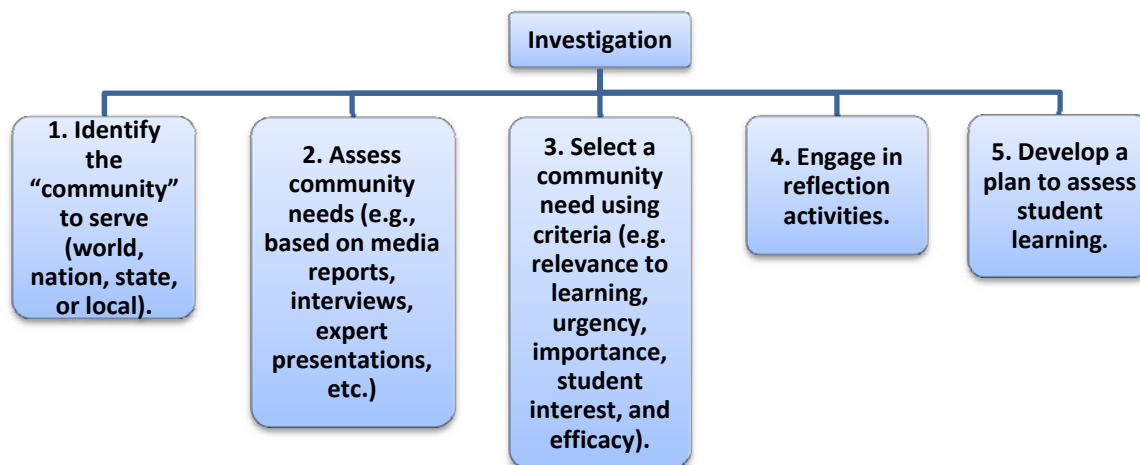 Investigation
1. Identify
the
“community”
to serve
(world,
nation, state,
or local).
2. Assess
community
needs (e.g.,
based on media
reports,
interviews,
expert
presentations,
etc.)
3. Select a
community
need using
criteria (e.g.
relevance to
learning,
urgency,
importance,
student
interest, and
efficacy).
4. Engage in
reflection
activities.
5. Develop a
plan to assess
student
learning.